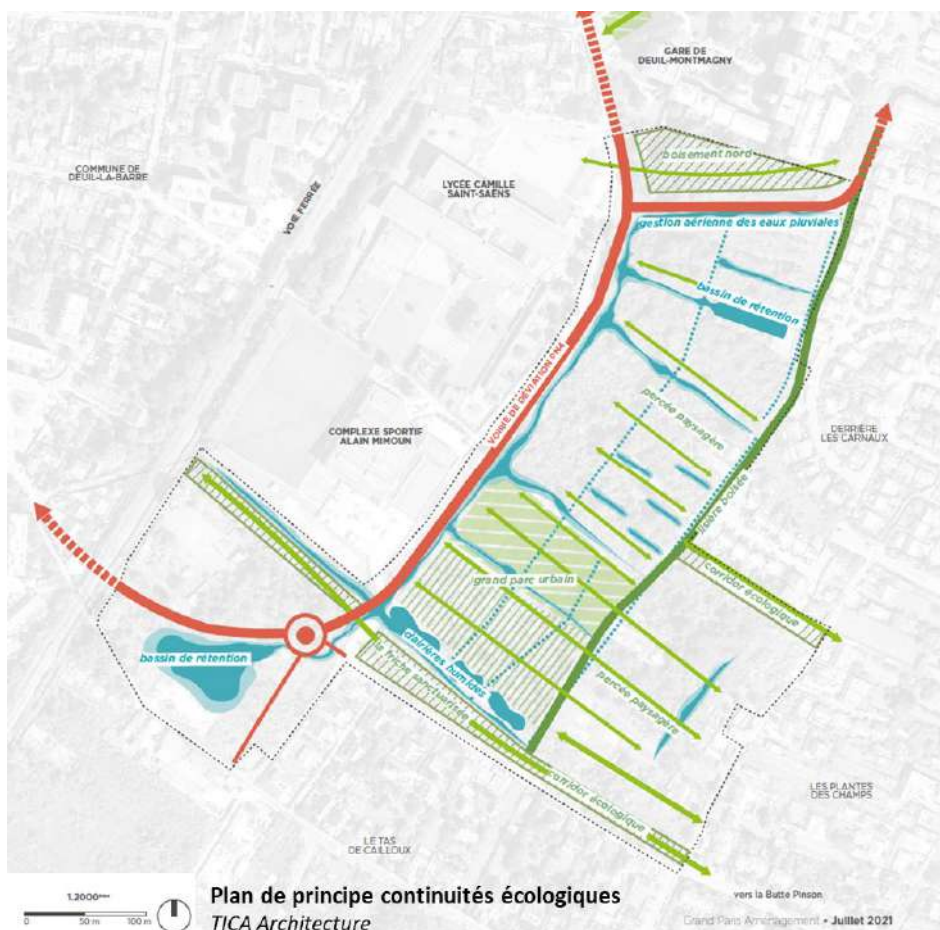 GARE DE
DEUIL-MONTMAGNY
COMMUNE DE
DEUIL-LA-BARRE
VOIE FERRÉE
LYCÉE CAMILLE
SAINT-SAËNS
boisement nord
gestion aérienne des eaux pluviales
bassin de rétention
VOIRIE DE DÉVIATION PN4
percée paysagère
COMPLEXE SPORTIF
ALAIN MIMOUN
DERRIÈRE
LES CARNAUX
lisière boisée
grand parc urbain
corridor écologique
bassin de rétention
clairières humides
la friche sanctuarisée
percée paysagère
corridor écologique
LES PLANTES
DES CHAMPS
LE TAS
DE CAILLOUX
vers la Butte Pinson
0 50 m 100 m
Plan de principe continuités écologiques
TICA Architecture
Grand Paris Aménagement • Juillet 2021